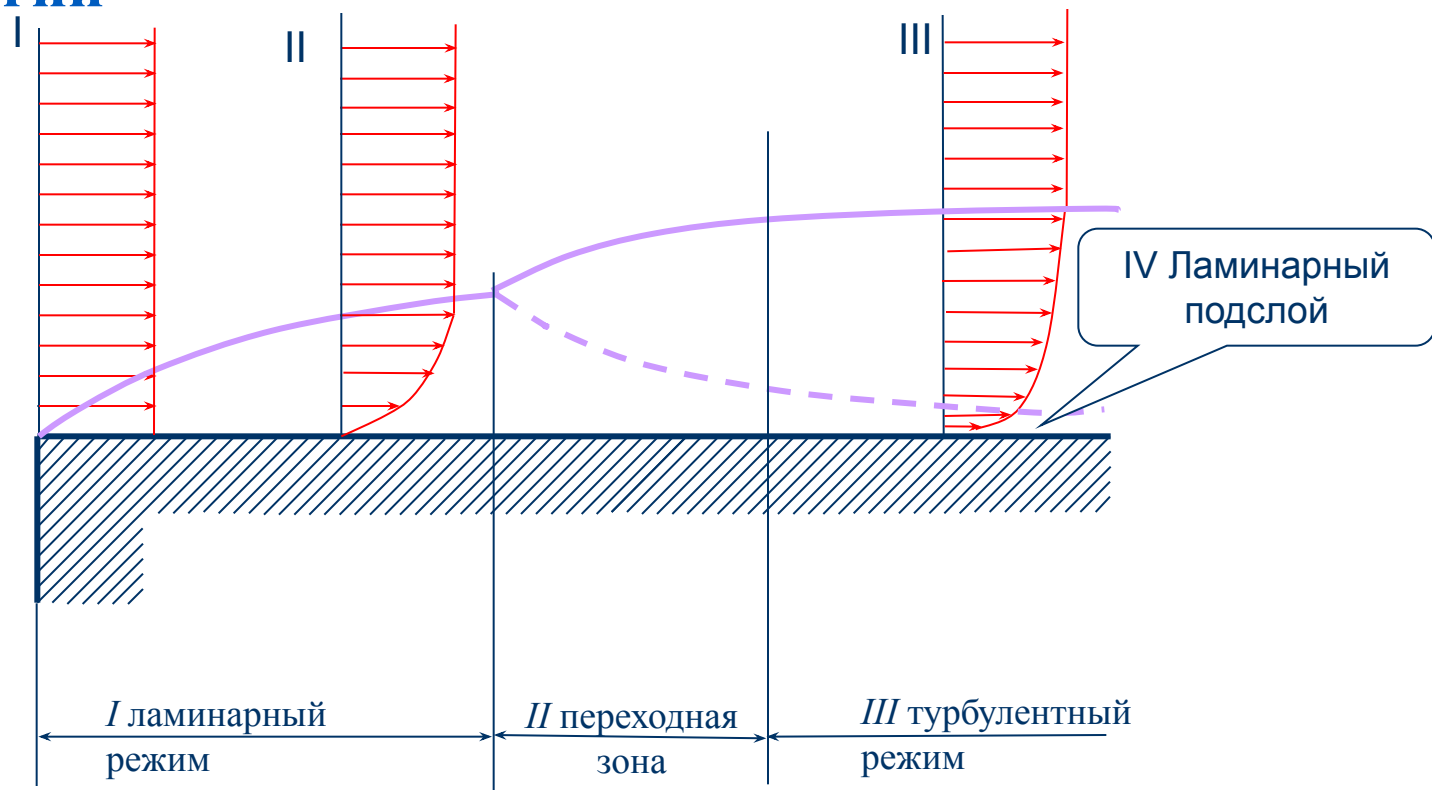 I
II
III
IV Ламинарный
подслой
I ламинарный
режим
II переходная
зона
III турбулентный
режим